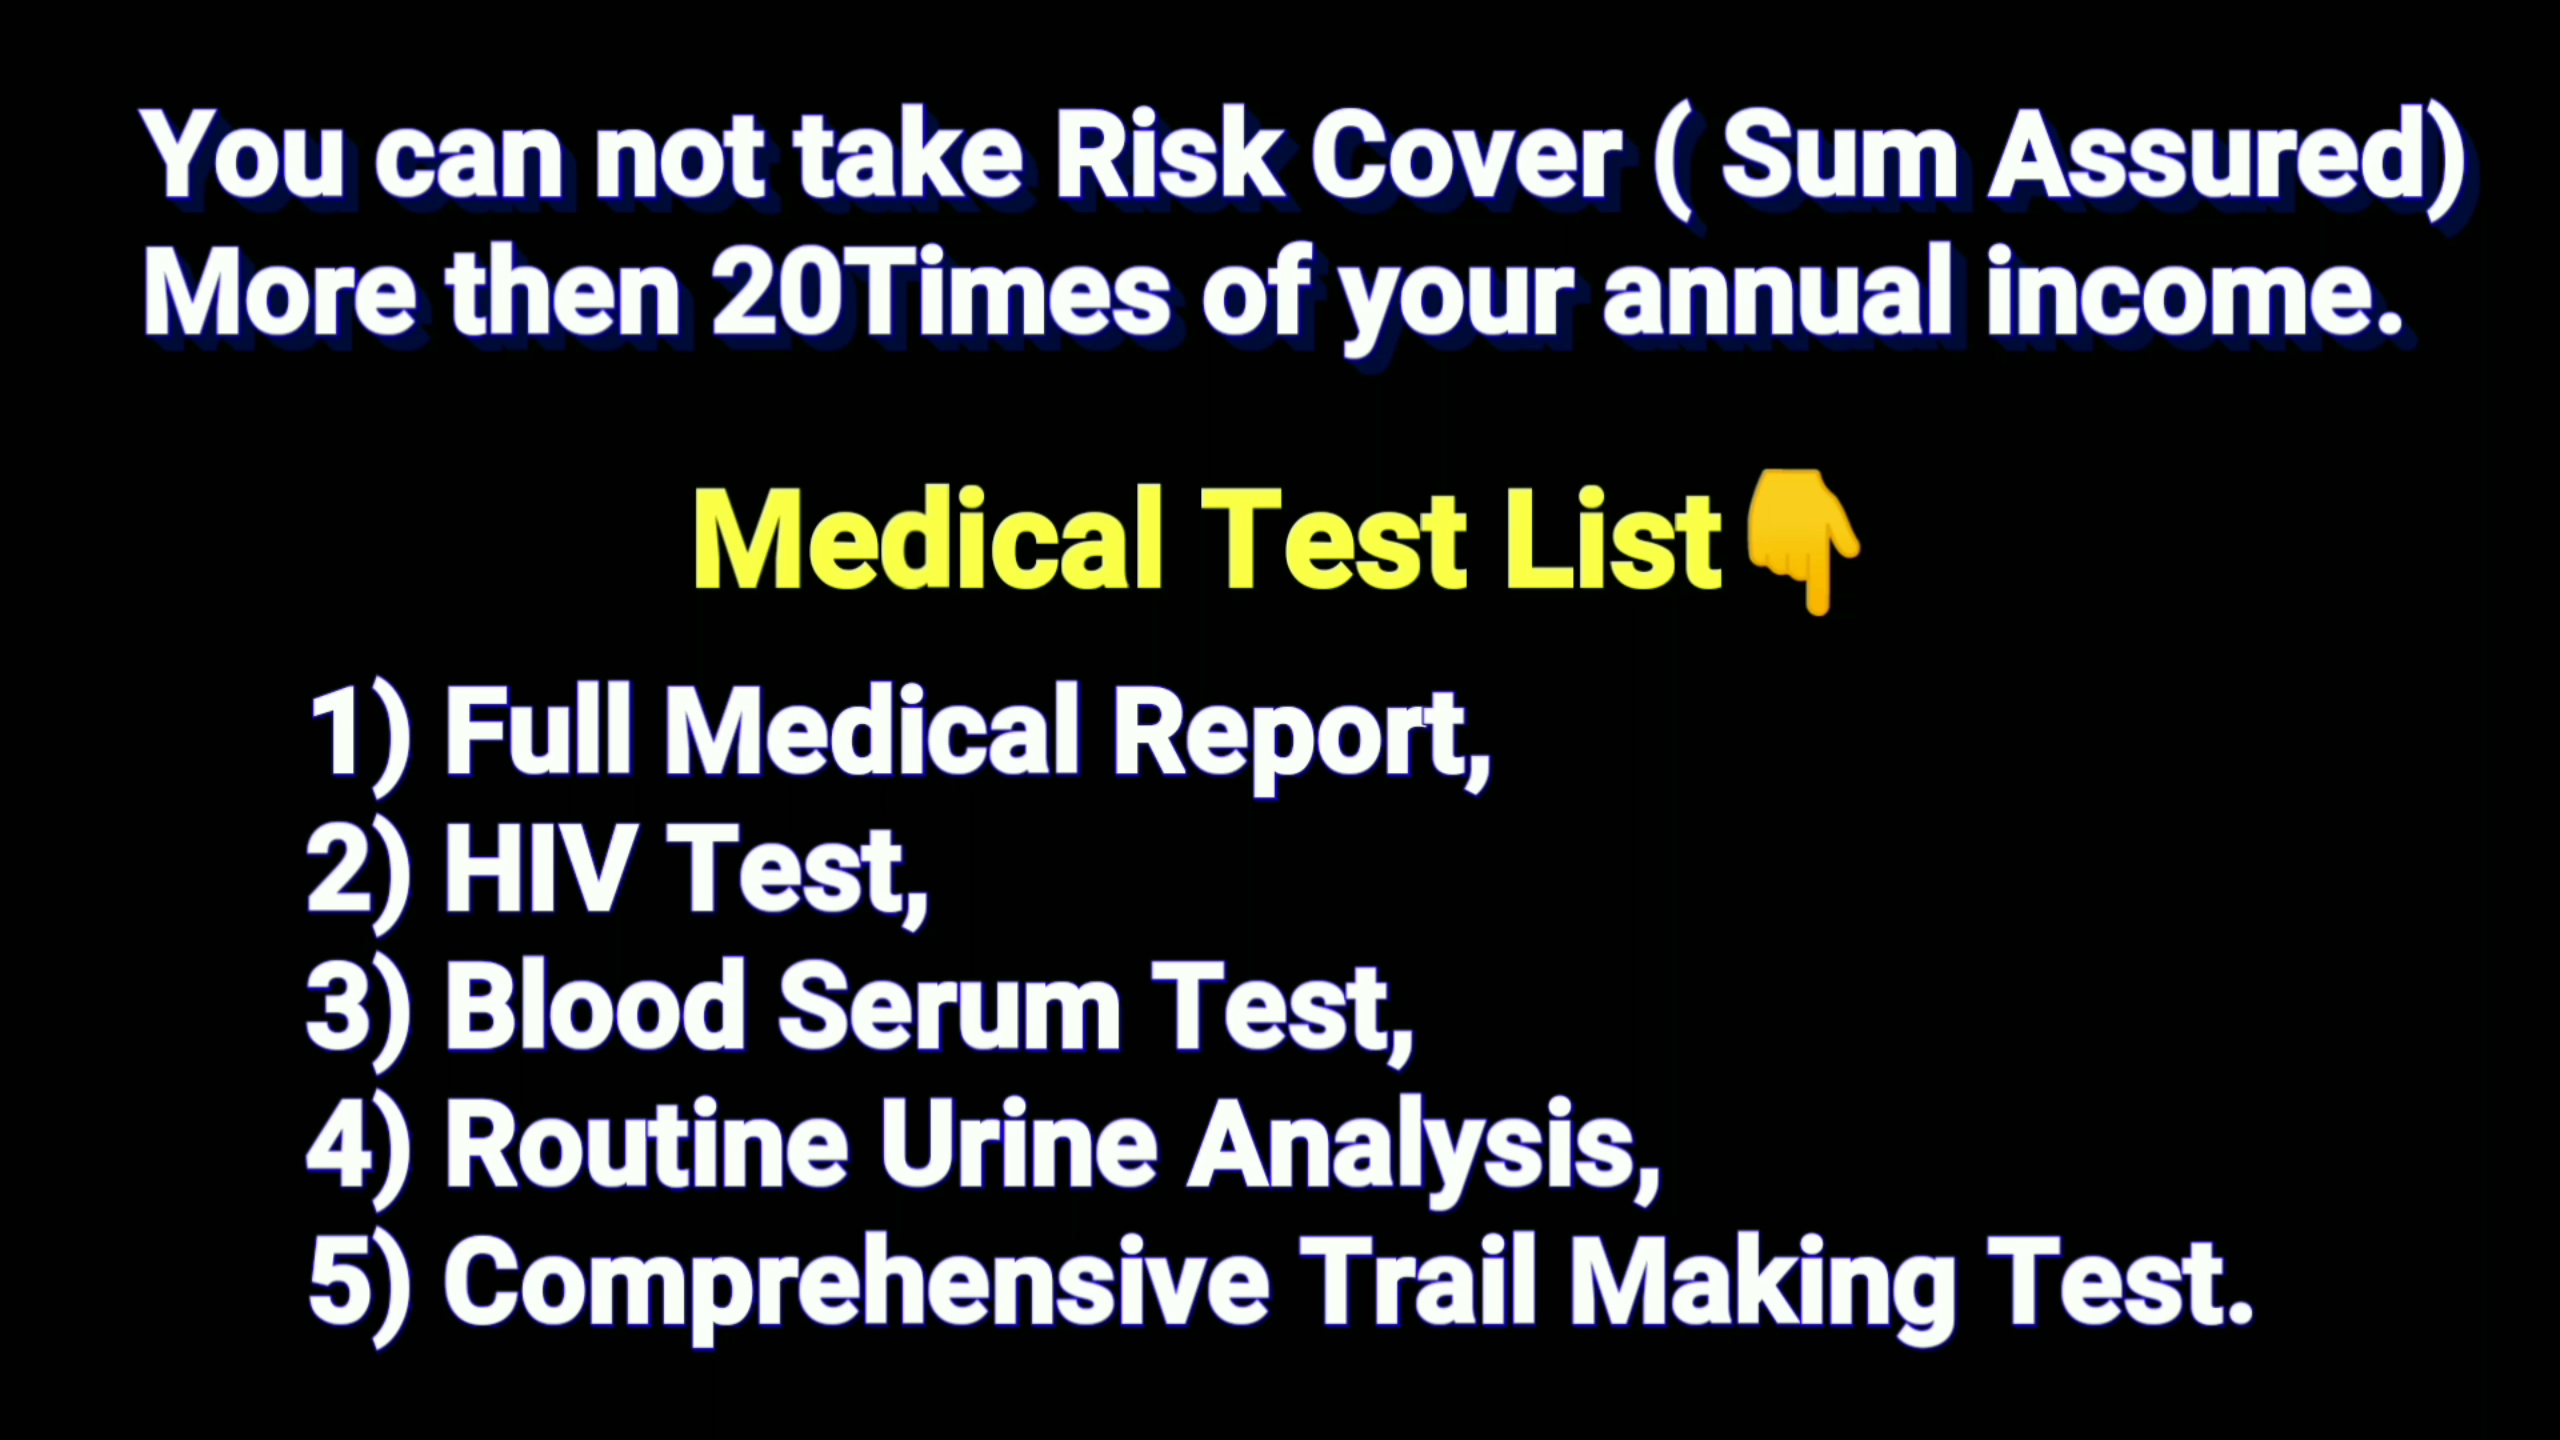 You can not take Risk Cover ( Sum Assured)
More then 20Times of your annual income.
Medical Test List👇
1) Full Medical Report,
2) HIV Test,
3) Blood Serum Test,
4) Routine Urine Analysis,
5) Comprehensive Trail Making Test.